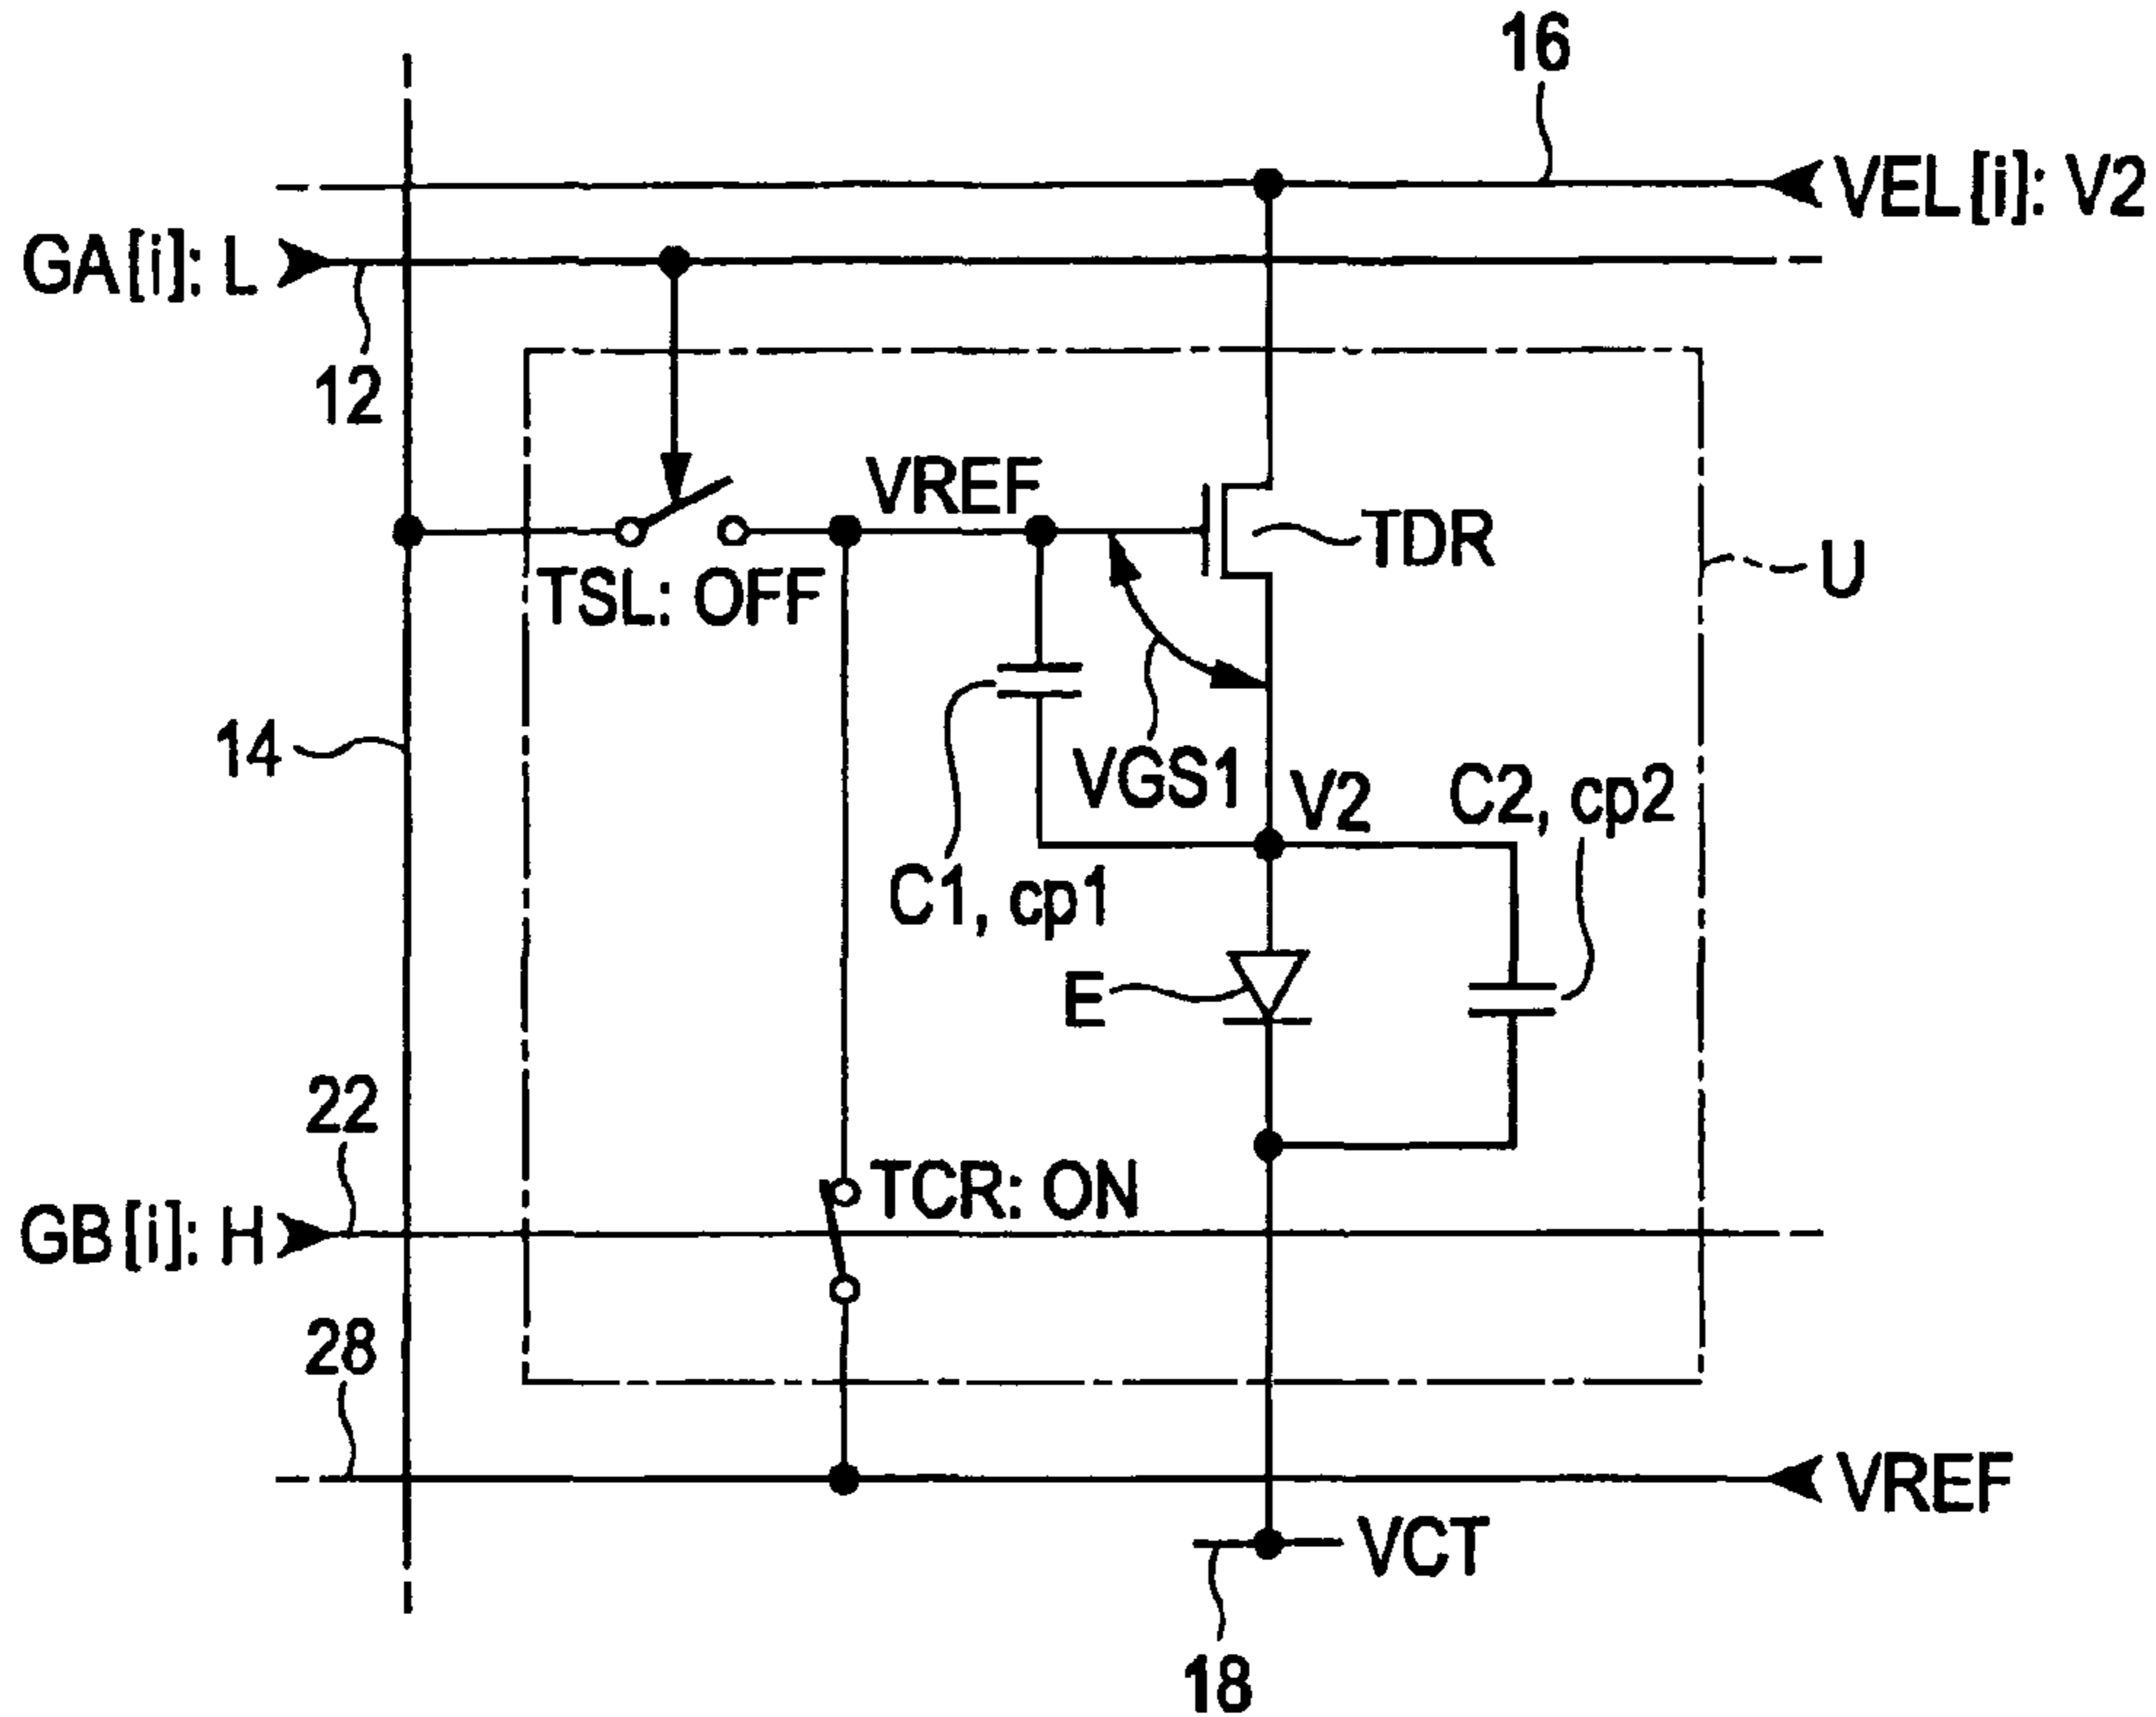 16
VEL[i]: V2
GA[i]: L
12
VREF
TDR
U
TSL: OFF
14
VGS1
V2
C2, cp2
C1, cp1
E
22
TCR: ON
GB[i]: H
28
VREF
VCT
18